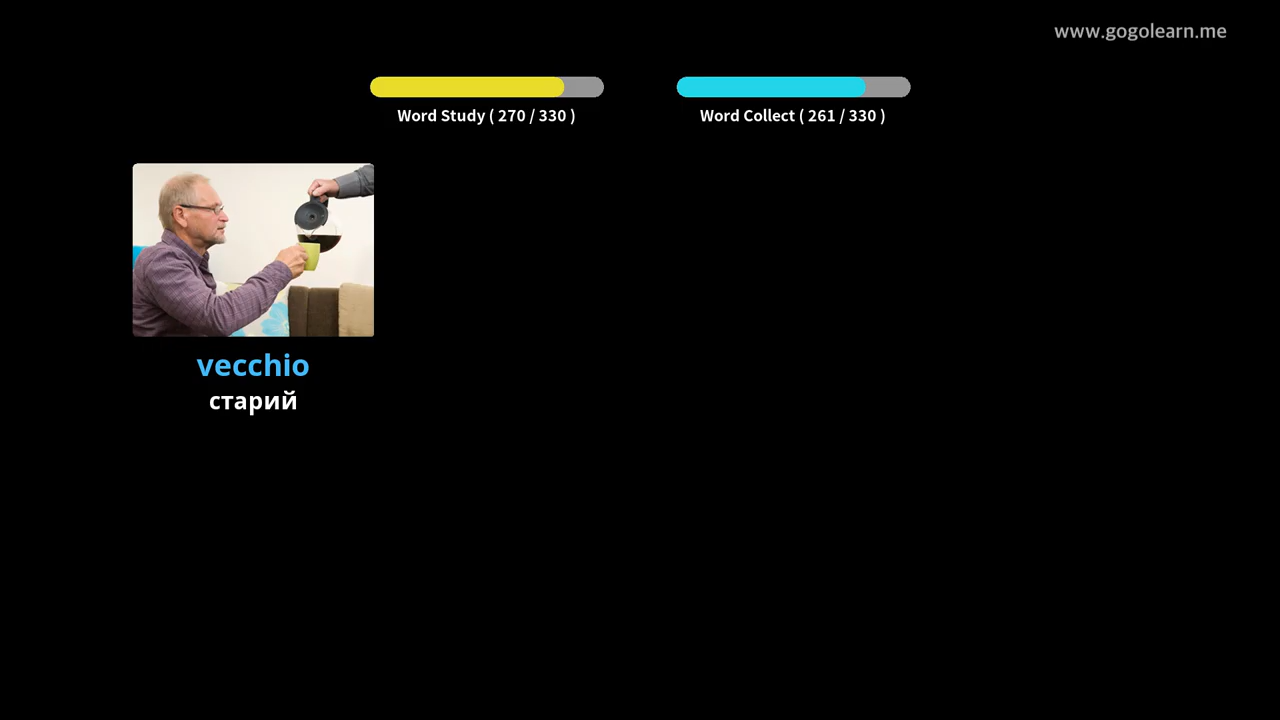 www.gogolearn.me
Word Study ( 270 / 330 )
Word Collect ( 261 / 330 )
vecchio
старий